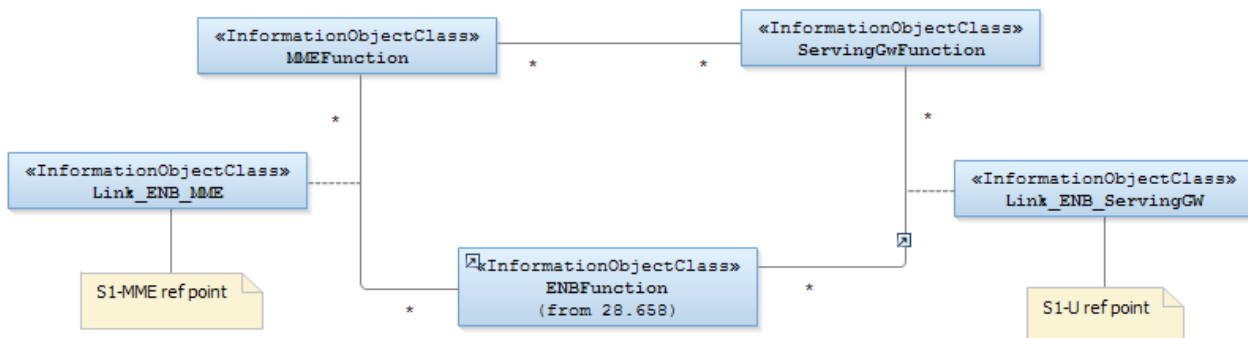 «InformationObjectClass»
MMEFunction
«InformationObjectClass»
ServingGwFunction
*
*
*
*
«InformationObjectClass»
Link_ENB_MME
«InformationObjectClass»
Link_ENB_ServingGW
«InformationObjectClass»
ENBFunction
(from 28.658)
*
*
S1-MME ref point
S1-U ref point